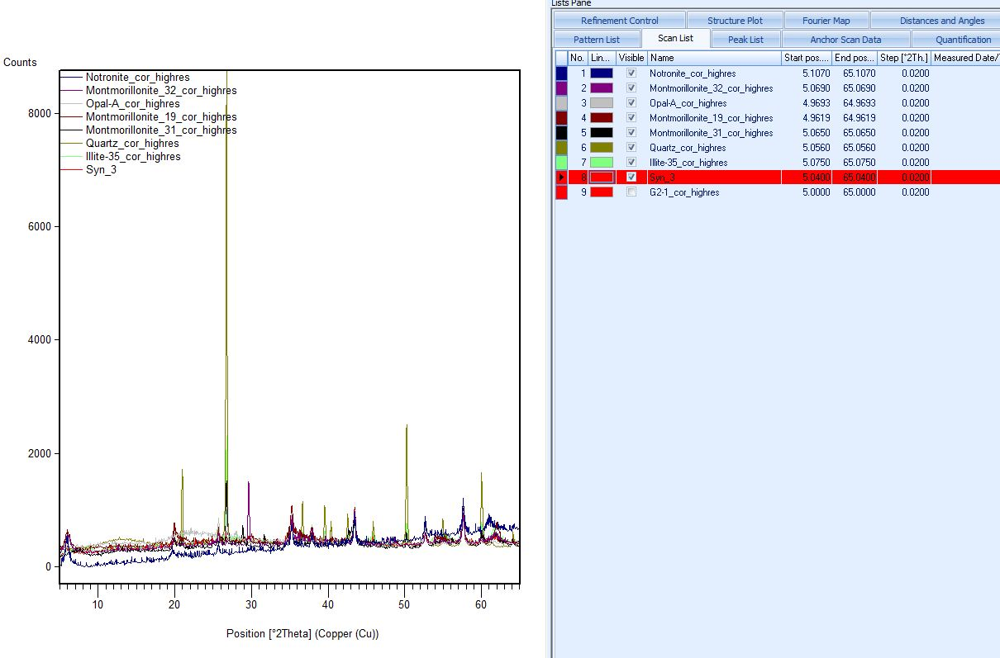 Lists Pane
Refinement Control Structure Plot Fourier Map Distances and Angles
Pattern List Scan List Peak List Anchor Scan Data Quantification
No. Lin... Visible Name Start pos.... End pos... Step [°2Th.] Measured Date/
1 Notronite_cor_highres 5.1070 65.1070 0.0200
2 Montmorillonite_32_cor_highres 5.0690 65.0690 0.0200
3 Opal-A_cor_highres 4.9693 64.9693 0.0200
4 Montmorillonite_19_cor_highres 4.9619 64.9619 0.0200
5 Montmorillonite_31_cor_highres 5.0650 65.0650 0.0200
6 Quartz_cor_highres 5.0560 65.0560 0.0200
7 Illite-35_cor_highres 5.0750 65.0750 0.0200
8 Syn_3 5.0400 65.0400 0.0200
9 G2-1_cor_highres 5.0000 65.0000 0.0200
Counts
Notronite_cor_highres
Montmorillonite_32_cor_highres
Opal-A_cor_highres
Montmorillonite_19_cor_highres
Montmorillonite_31_cor_highres
Quartz_cor_highres
Illite-35_cor_highres
Syn_3
8000
6000
4000
2000
0
10 20 30 40 50 60
Position [°2Theta] (Copper (Cu))